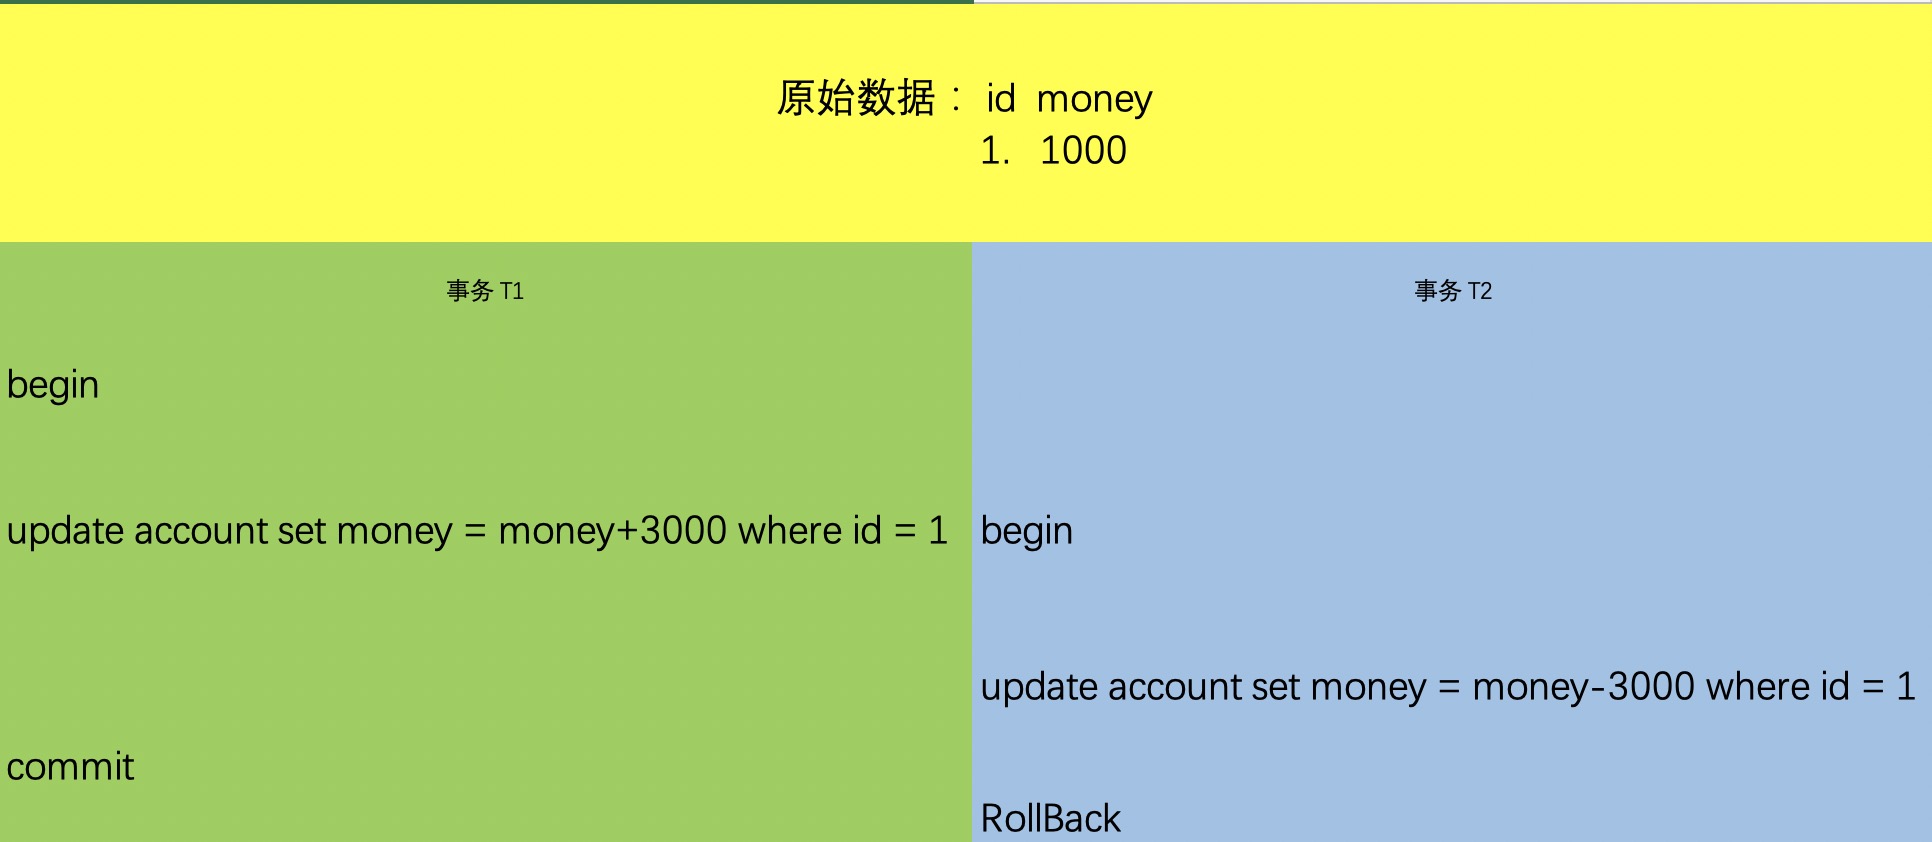 原始数据： id money
1. 1000
事务 T1
事务 T2
begin
update account set money = money+3000 where id = 1
begin
update account set money = money-3000 where id = 1
commit
RollBack